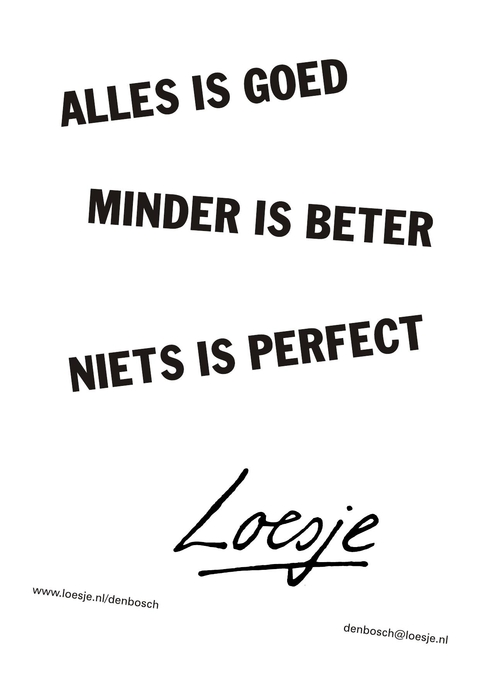 ALLES IS GOED
MINDER IS BETER
NIETS IS PERFECT
Loesje
www.loesje.nl/denbosch
denbosch@loesje.nl